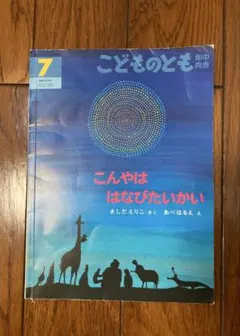 7
こどものとも
年中
向き
こんやは
はなびたいかい
きしだえりこ さく あべはるえ え